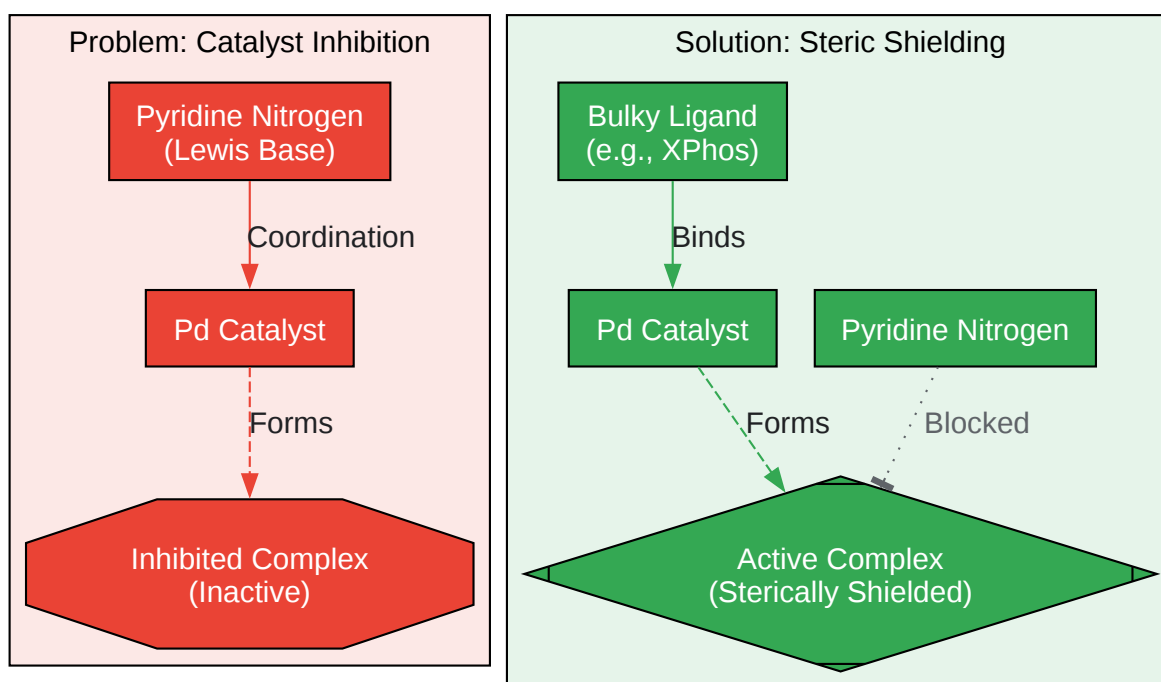 Problem: Catalyst Inhibition
Pyridine Nitrogen
(Lewis Base)
Coordination
Pd Catalyst
Forms
Inhibited Complex
(Inactive)
Solution: Steric Shielding
Bulky Ligand
(e.g., XPhos)
Binds
Pd Catalyst
Pyridine Nitrogen
Forms
Blocked
Active Complex
(Sterically Shielded)